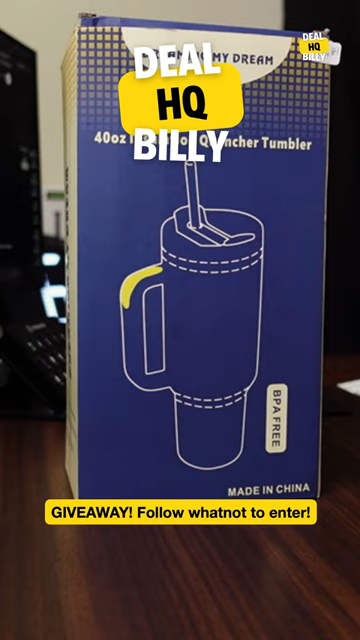 DEAL
HQ
BILLY
DEAL
HQ
BILLY
MY DREAM
40oz
Tumbler
BPA FREE
MADE IN CHINA
GIVEAWAY! Follow whatnot to enter!